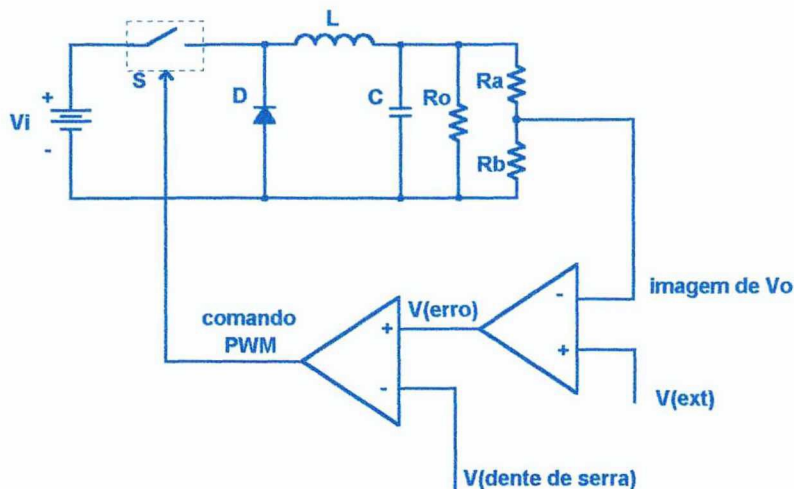 L
S
D
C
Ro
Ra
Rb
+
Vi
-
imagem de Vo
comando
PWM
V(erro)
+
-
-
+
V(ext)
V(dente de serra)